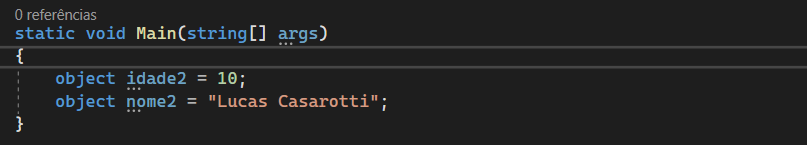 0 referências
static void Main(string[] args)
{
object idade2 = 10;
object nome2 = "Lucas Casarotti";
}